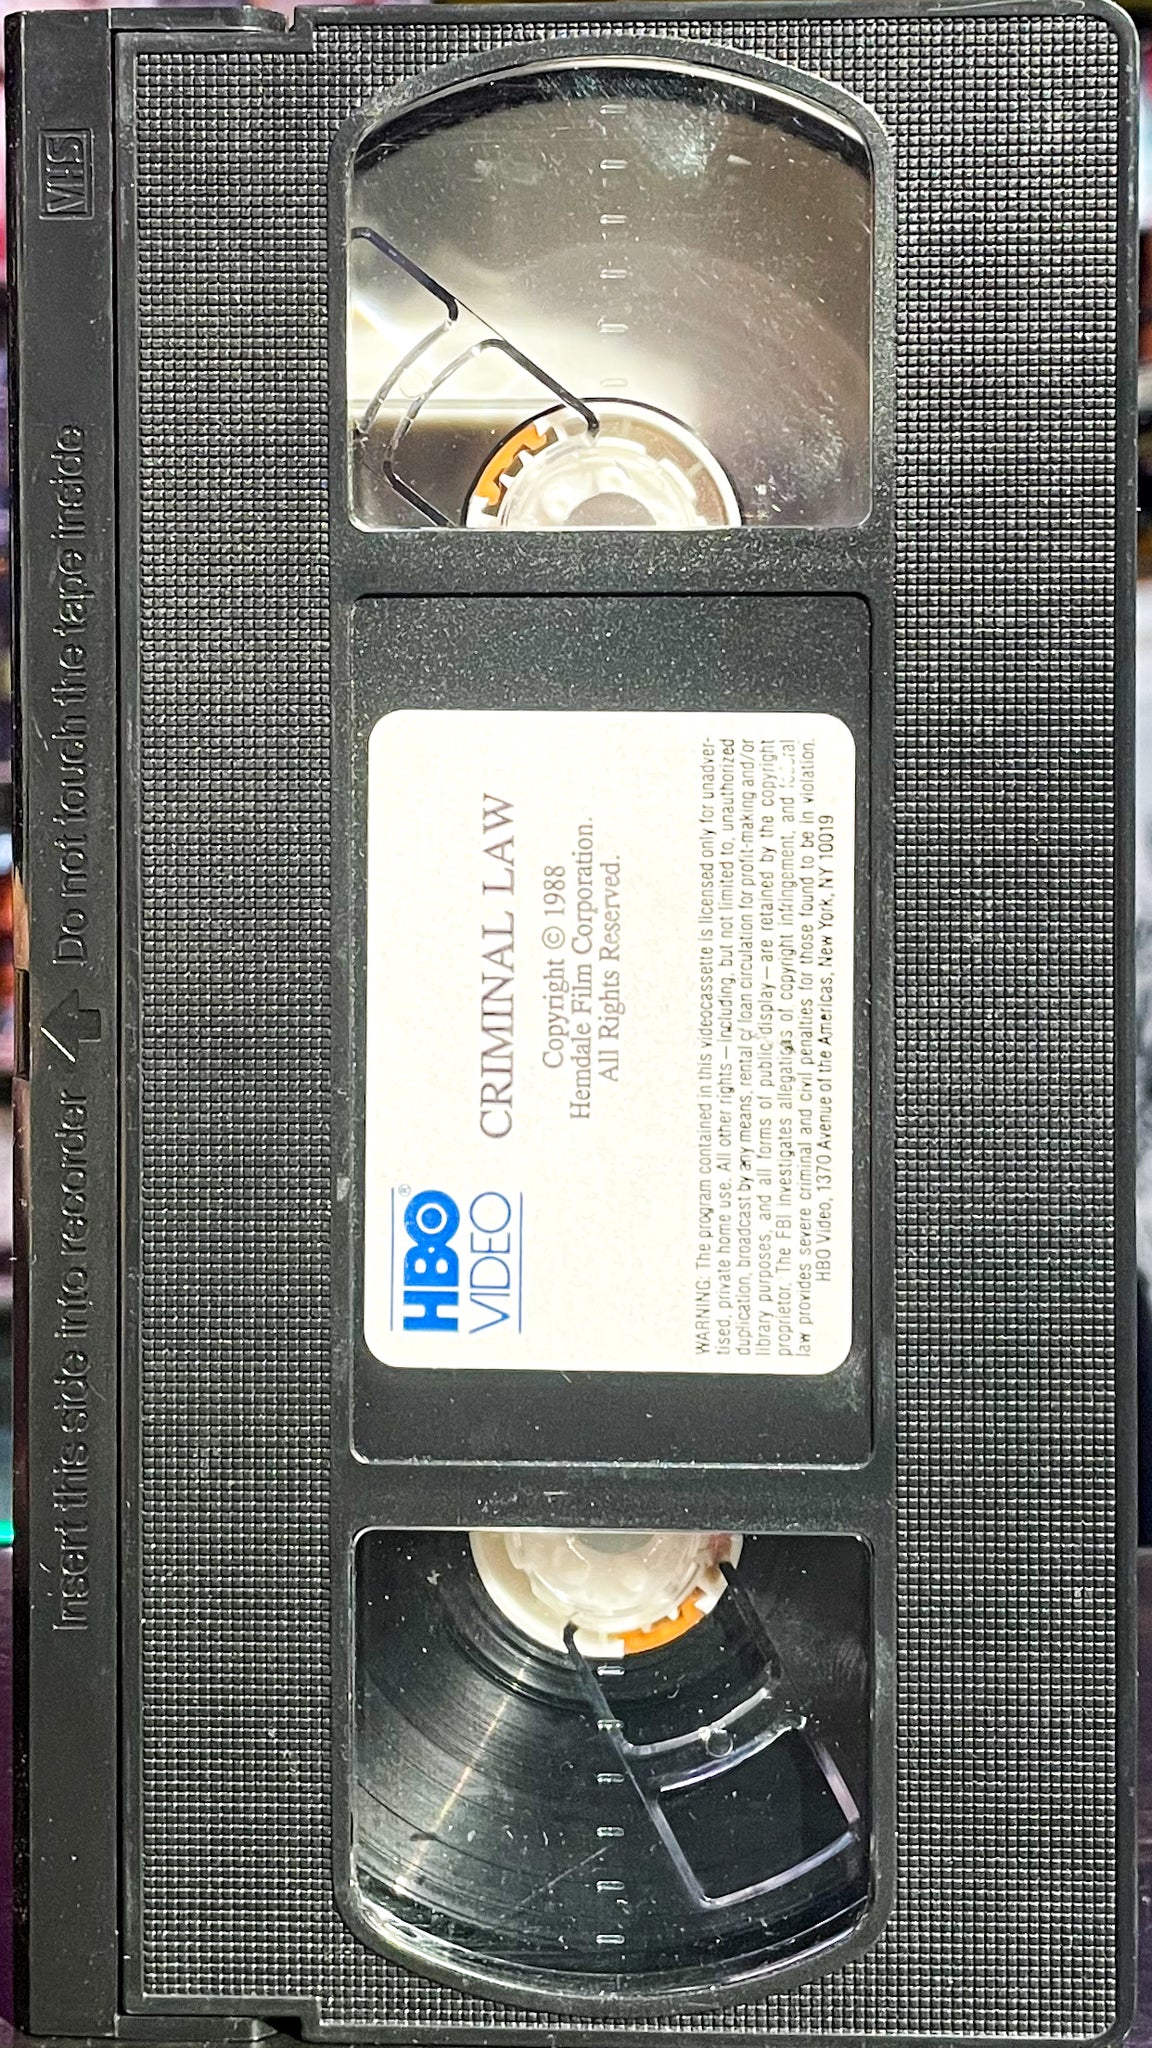 VHS
Insert this side into recorder Do not touch the tape inside
HBO®
VIDEO
CRIMINAL LAW
Copyright © 1988
Hemdale Film Corporation.
All Rights Reserved.
WARNING: The program contained in this videocassette is licensed only for unadver-
tised, private home use. All other rights—including, but not limited to, unauthorized
duplication, broadcast by any means, rental or loan circulation for profit-making and/or
library purposes, and all forms of public display—are retained by the copyright
proprietor. The FBI investigates allegations of copyright infringement, and federal
law provides severe criminal and civil penalties for those found to be in violation.
HBO Video, 1370 Avenue of the Americas, New York, NY 10019